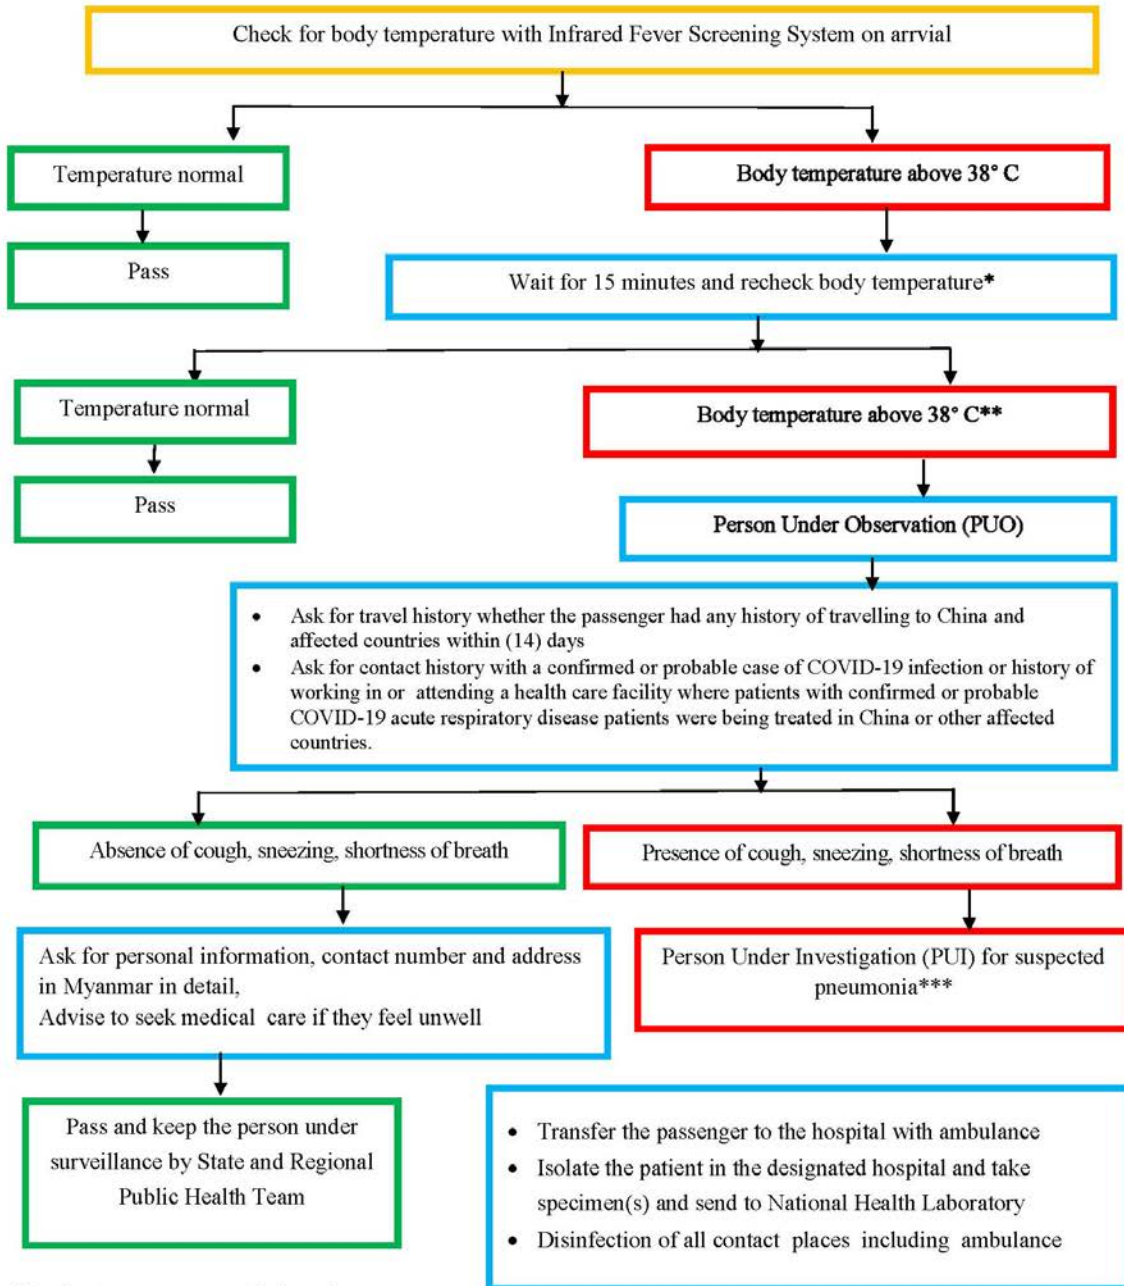 Check for body temperature with Infrared Fever Screening System on arrvial
Temperature normal
Body temperature above 38° C
Pass
Wait for 15 minutes and recheck body temperature*
Temperature normal
Body temperature above 38° C**
Pass
Person Under Observation (PUO)
• Ask for travel history whether the passenger had any history of travelling to China and
affected countries within (14) days
• Ask for contact history with a confirmed or probable case of COVID-19 infection or history of
working in or attending a health care facility where patients with confirmed or probable
COVID-19 acute respiratory disease patients were being treated in China or other affected
countries.
Absence of cough, sneezing, shortness of breath
Presence of cough, sneezing, shortness of breath
Ask for personal information, contact number and address
in Myanmar in detail,
Advise to seek medical care if they feel unwell
Person Under Investigation (PUI) for suspected
pneumonia***
Pass and keep the person under
surveillance by State and Regional
Public Health Team
• Transfer the passenger to the hospital with ambulance
• Isolate the patient in the designated hospital and take
specimen(s) and send to National Health Laboratory
• Disinfection of all contact places including ambulance